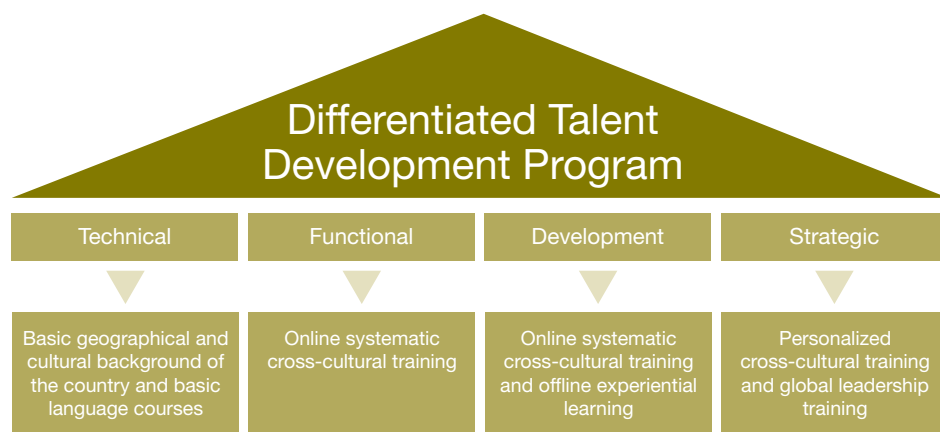 Differentiated Talent
Development Program
Technical
Functional
Development
Strategic
Basic geographical and
cultural background of
the country and basic
language courses
Online systematic
cross-cultural training
Online systematic
cross-cultural training
and offline experiential
learning
Personalized
cross-cultural training
and global leadership
training